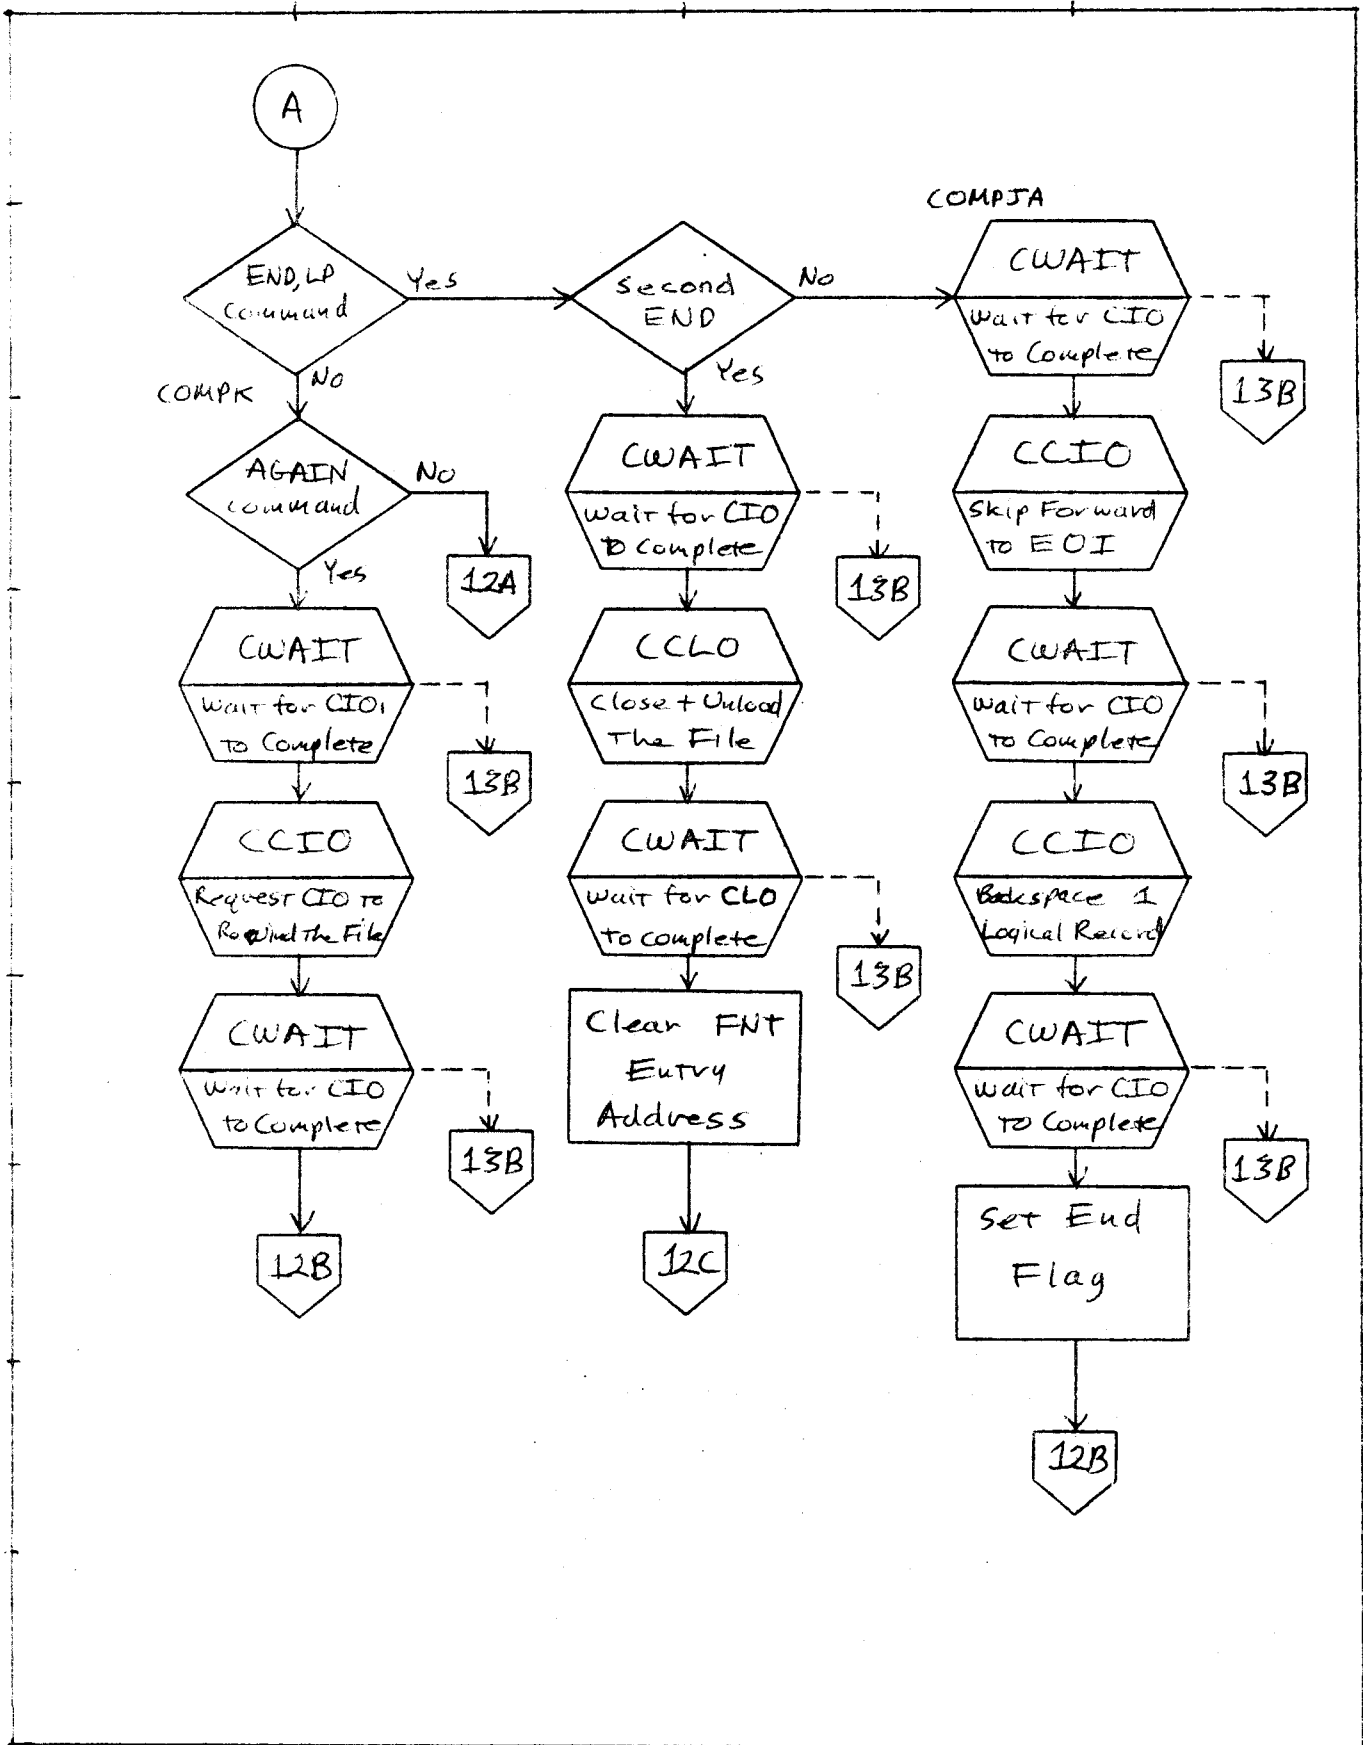 A
COMPJA
END, LP
Command
Yes
Second
END
No
CWAIT
Wait for CIO
to Complete
13B
No
Yes
COMPK
AGAIN
Command
No
12A
Yes
CWAIT
Wait for CIO
to Complete
13B
CCIO
Skip Forward
to EOI
CWAIT
Wait for CIO
to Complete
13B
CCLO
Close + Unload
The File
CWAIT
Wait for CIO
to Complete
13B
CCIO
Request CIO to
Rewind The File
CWAIT
Wait for CLO
to complete
13B
CCIO
Backspace 1
Logical Record
CWAIT
Wait for CIO
to Complete
13B
Clear FNT
Entry
Address
CWAIT
Wait for CIO
to Complete
13B
12B
12C
Set End
Flag
12B